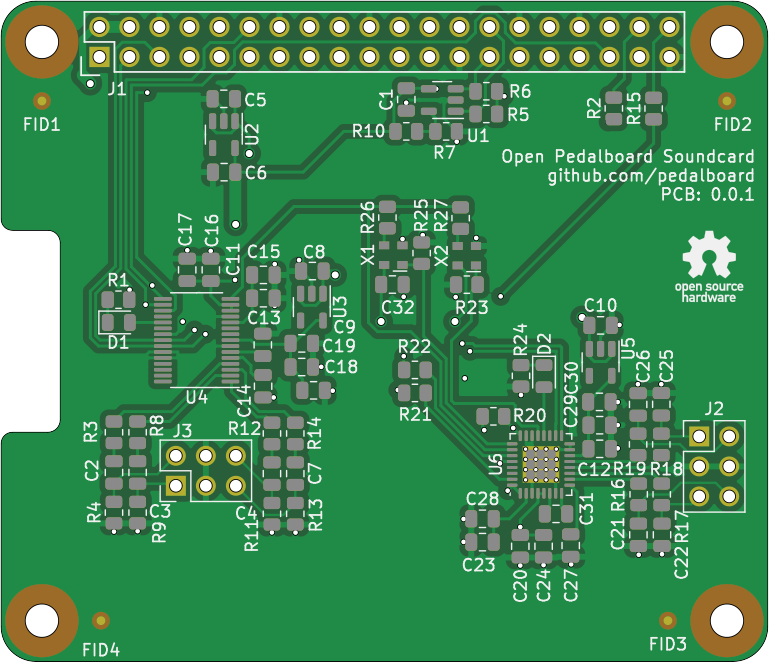 J1
C5
U2
C6
C1
R6
R5
U1
R10
R7
R2
R15
FID1
FID2
Open Pedalboard Soundcard
github.com/pedalboard
PCB: 0.0.1
C17
C16
C11
C15
C13
C8
U3
C9
C19
C18
C14
R26
R25
R27
X1
X2
C32
R23
open source
hardware
R1
D1
U4
R22
R21
R24
D2
C30
C29
C10
U5
C26
C25
R20
U6
C12
R19
R18
J2
R3
R8
J3
R12
R14
C2
C7
R4
C3
R9
C4
R11
R13
C28
C23
C31
R16
R17
C21
C22
C20
C24
C27
FID4
FID3